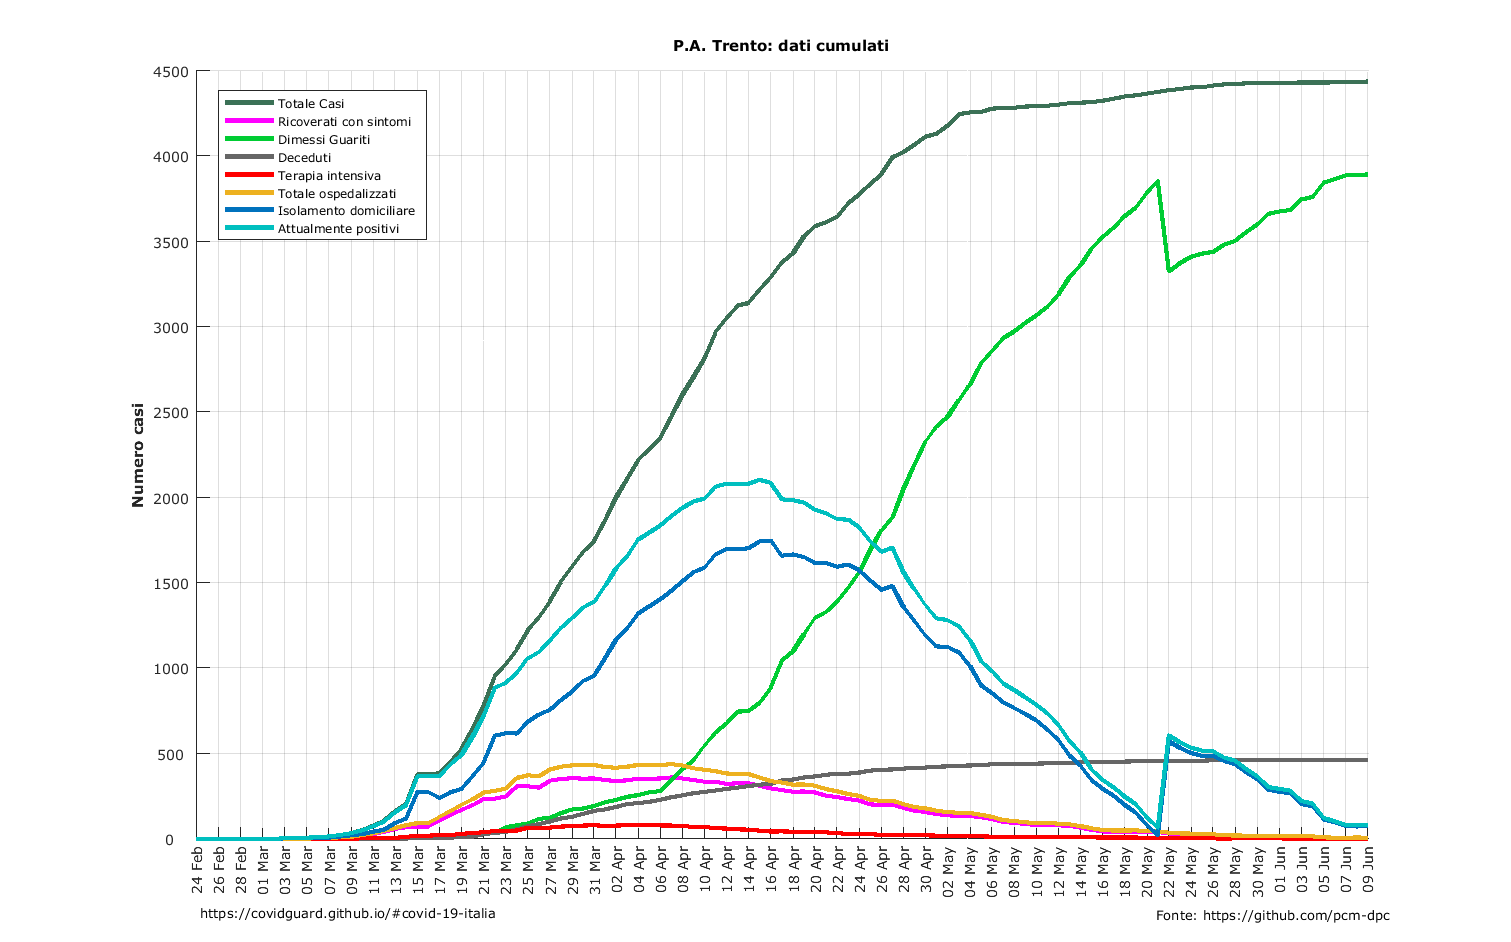 P.A. Trento: dati cumulati
Numero casi
4500
4000
3500
3000
2500
2000
1500
1000
500
0
Totale Casi
Ricoverati con sintomi
Dimessi Guariti
Deceduti
Terapia intensiva
Totale ospedalizzati
Isolamento domiciliare
Attualmente positivi
24 Feb
26 Feb
28 Feb
01 Mar
03 Mar
05 Mar
07 Mar
09 Mar
11 Mar
13 Mar
15 Mar
17 Mar
19 Mar
21 Mar
23 Mar
25 Mar
27 Mar
29 Mar
31 Mar
02 Apr
04 Apr
06 Apr
08 Apr
10 Apr
12 Apr
14 Apr
16 Apr
18 Apr
20 Apr
22 Apr
24 Apr
26 Apr
28 Apr
30 Apr
02 May
04 May
06 May
08 May
10 May
12 May
14 May
16 May
18 May
20 May
22 May
24 May
26 May
28 May
30 May
01 Jun
03 Jun
05 Jun
07 Jun
09 Jun
https://covidguard.github.io/#covid-19-italia
Fonte: https://github.com/pcm-dpc